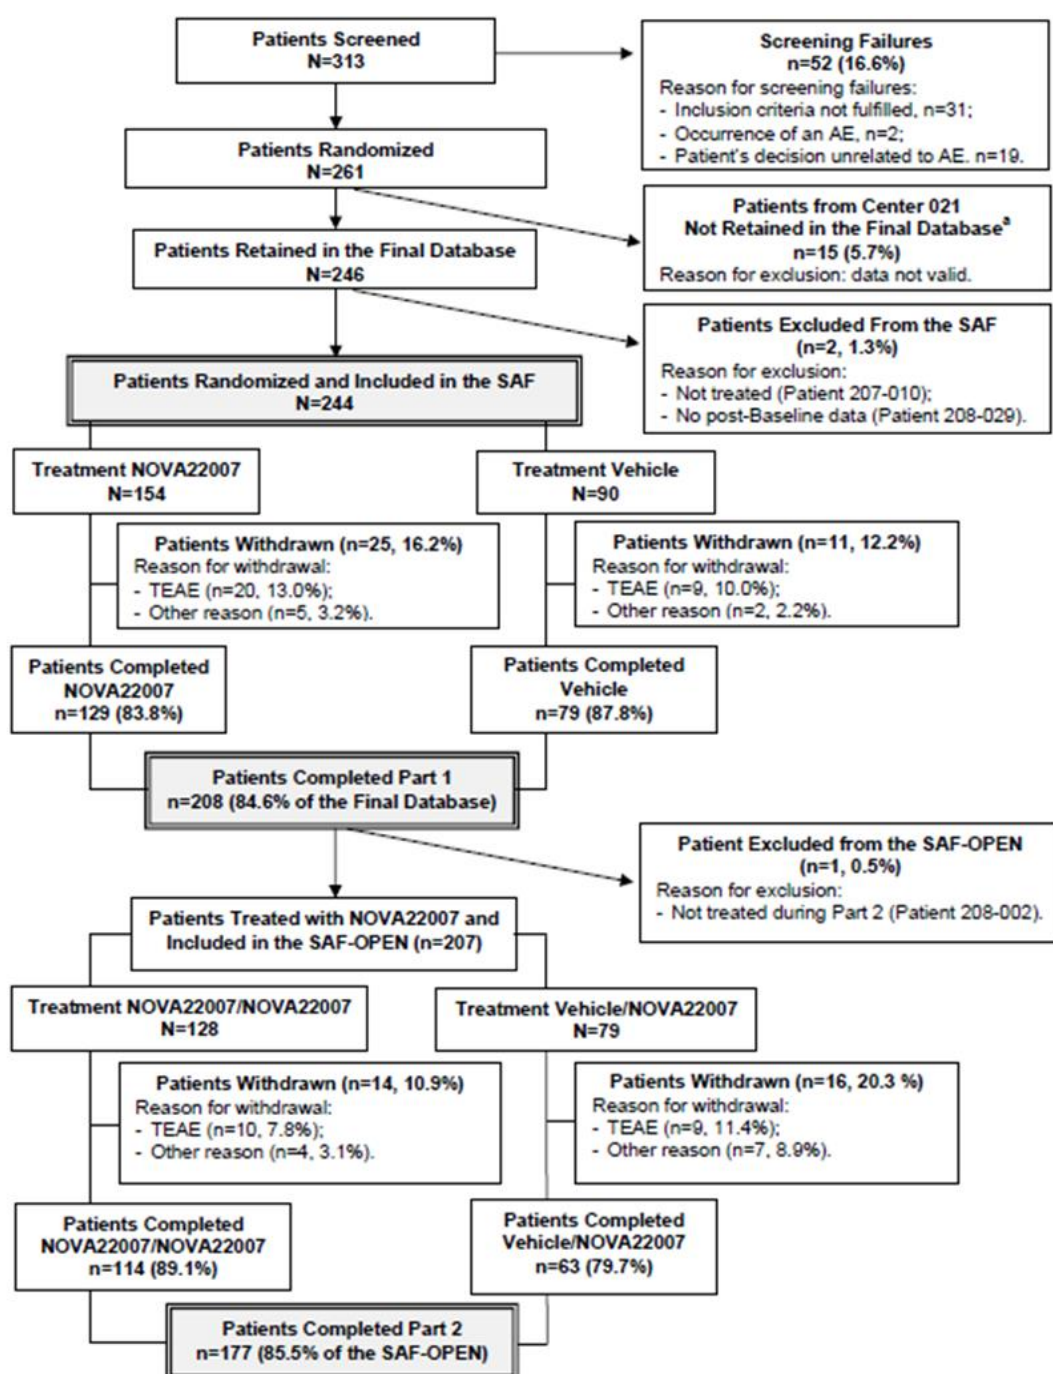 Patients Screened
N=313
Screening Failures
n=52 (16.6%)
Reason for screening failures:
- Inclusion criteria not fulfilled, n=31;
- Occurrence of an AE, n=2;
- Patient's decision unrelated to AE. n=19.
Patients Randomized
N=261
Patients from Center 021
Not Retained in the Final Databaseª
n=15 (5.7%)
Reason for exclusion: data not valid.
Patients Retained in the Final Database
N=246
Patients Excluded From the SAF
(n=2, 1.3%)
Reason for exclusion:
- Not treated (Patient 207-010);
- No post-Baseline data (Patient 208-029).
Patients Randomized and Included in the SAF
N=244
Treatment NOVA22007
N=154
Treatment Vehicle
N=90
Patients Withdrawn (n=25, 16.2%)
Reason for withdrawal:
- TEAE (n=20, 13.0%);
- Other reason (n=5, 3.2%).
Patients Withdrawn (n=11, 12.2%)
Reason for withdrawal:
- TEAE (n=9, 10.0%);
- Other reason (n=2, 2.2%).
Patients Completed
NOVA22007
n=129 (83.8%)
Patients Completed
Vehicle
n=79 (87.8%)
Patients Completed Part 1
n=208 (84.6% of the Final Database)
Patient Excluded from the SAF-OPEN
(n=1, 0.5%)
Reason for exclusion:
- Not treated during Part 2 (Patient 208-002).
Patients Treated with NOVA22007 and
Included in the SAF-OPEN (n=207)
Treatment NOVA22007/NOVA22007
N=128
Treatment Vehicle/NOVA22007
N=79
Patients Withdrawn (n=14, 10.9%)
Reason for withdrawal:
- TEAE (n=10, 7.8%);
- Other reason (n=4, 3.1%).
Patients Withdrawn (n=16, 20.3 %)
Reason for withdrawal:
- TEAE (n=9, 11.4%);
- Other reason (n=7, 8.9%).
Patients Completed
NOVA22007/NOVA22007
n=114 (89.1%)
Patients Completed
Vehicle/NOVA22007
n=63 (79.7%)
Patients Completed Part 2
n=177 (85.5% of the SAF-OPEN)